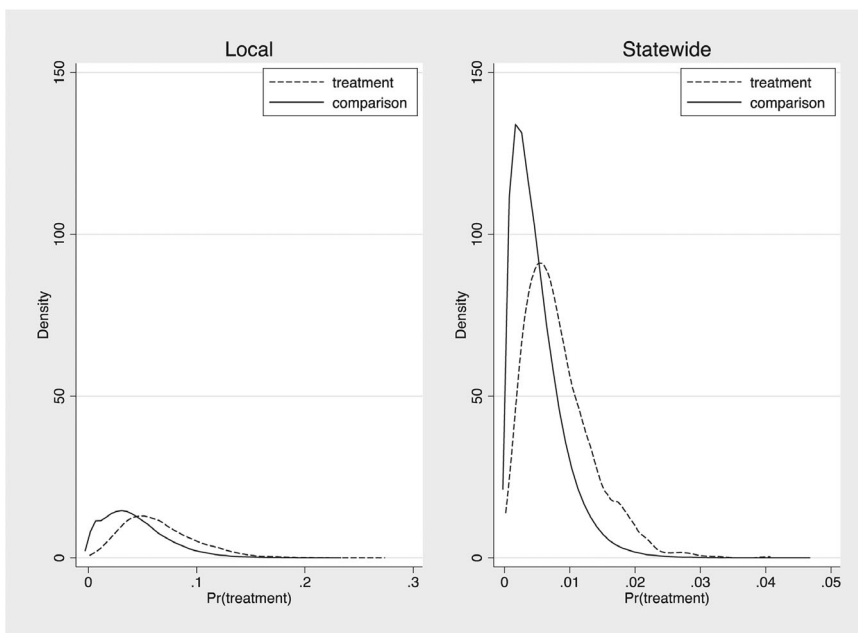 Local
150
100
50
0
Density
treatment
comparison
0 .1 .2 .3
Pr(treatment)
Statewide
150
100
50
0
Density
treatment
comparison
0 .01 .02 .03 .04 .05
Pr(treatment)